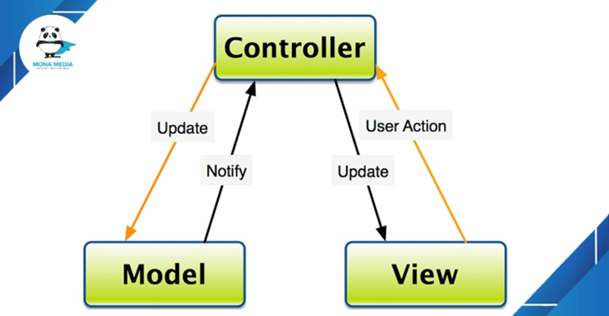 MONA MEDIA
Controller
Update
User Action
Notify
Update
Model
View